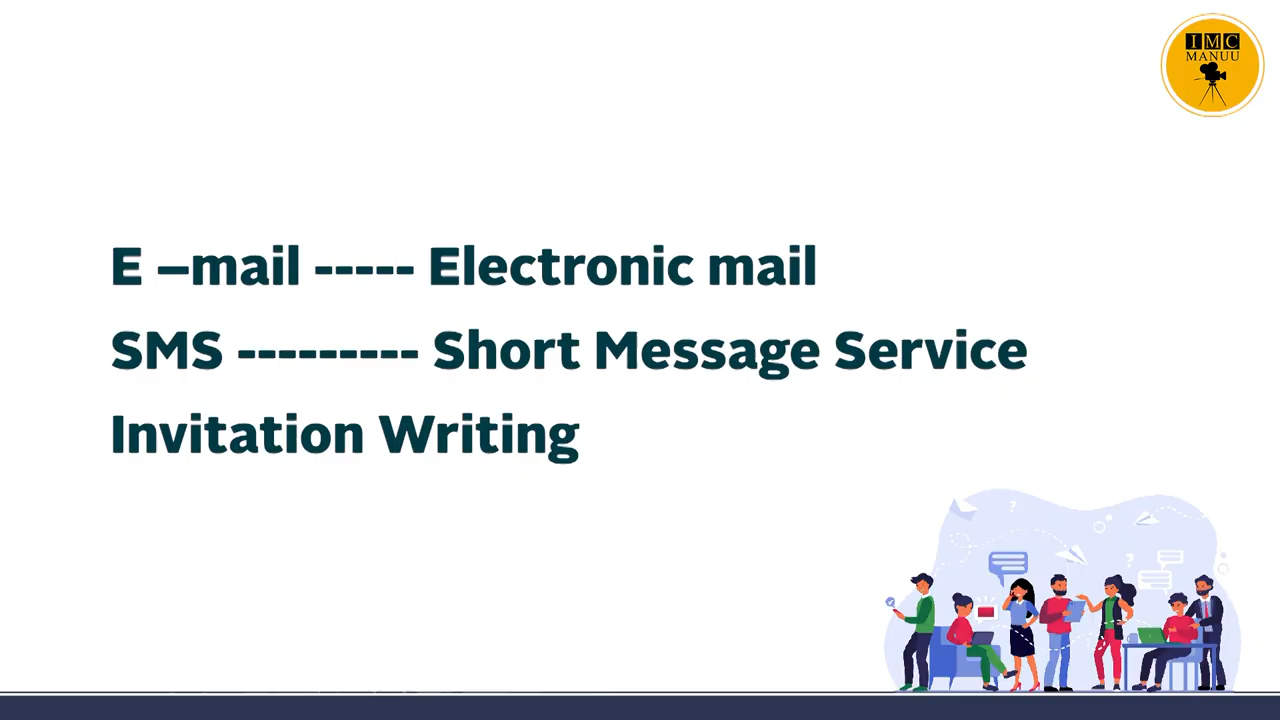 IMC
MANUU
E –mail ----- Electronic mail
SMS --------- Short Message Service
Invitation Writing